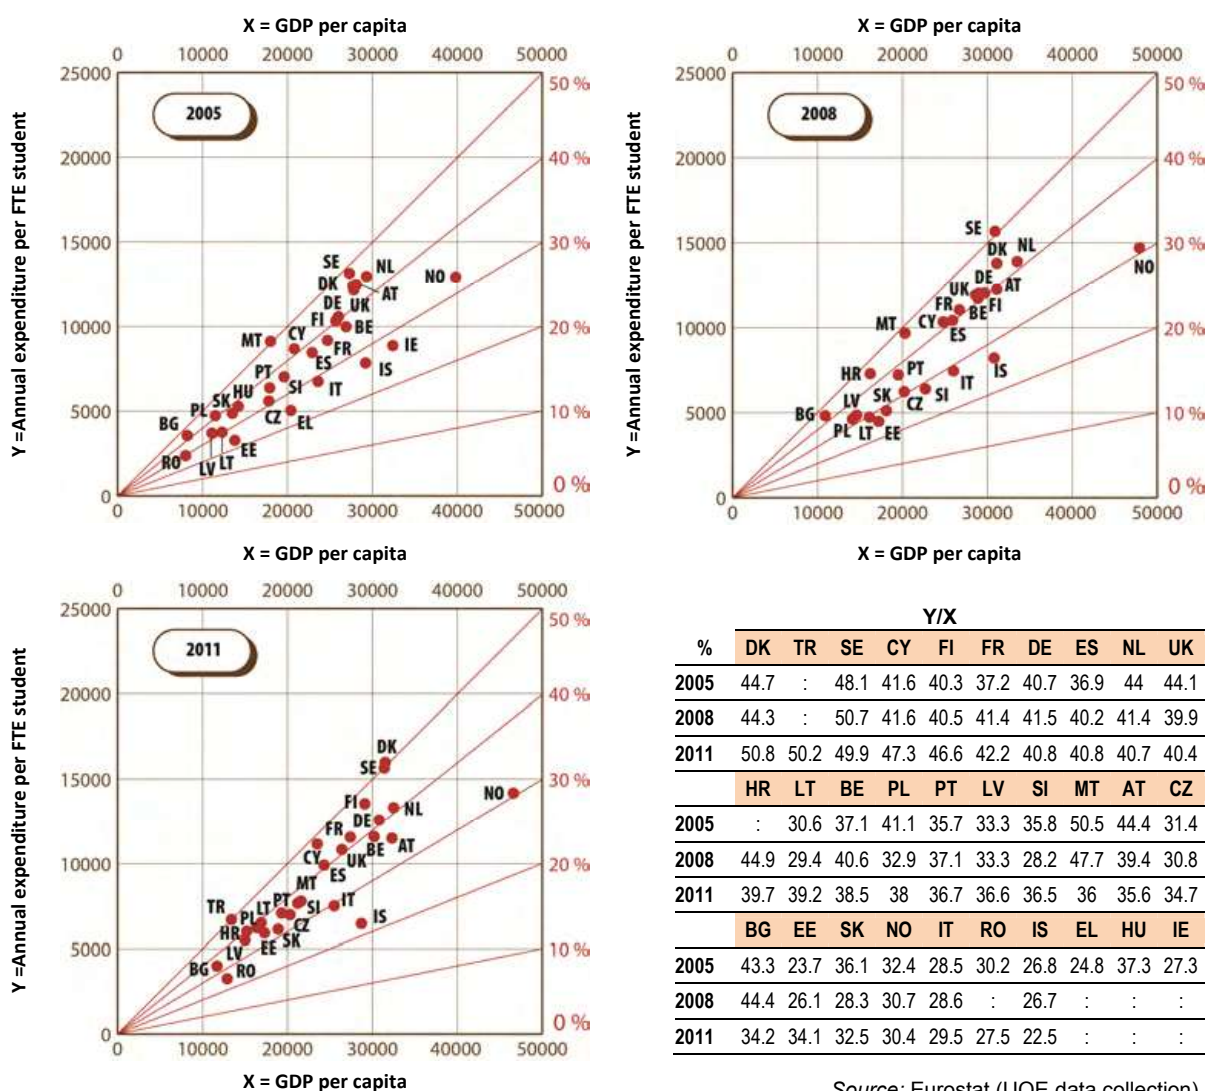 X = GDP per capita
0 10000 20000 30000 40000 50000
25000
20000
15000
10000
5000
0
Y =Annual expenditure per FTE student
2005
50 %
40 %
30 %
20 %
10 %
0 %
SE
NL
DK
AT
NO
DE
UK
FI
BE
MT
CY
FR
IE
ES
IS
PT
SI
IT
HU
SK
PL
CZ
EL
BG
EE
RO
LV
LT
0 10000 20000 30000 40000 50000
X = GDP per capita
X = GDP per capita
0 10000 20000 30000 40000 50000
25000
20000
15000
10000
5000
0
Y =Annual expenditure per FTE student
2008
50 %
40 %
30 %
20 %
10 %
0 %
SE
DK
NL
NO
DE
UK
AT
FR
BE
FI
MT
CY
ES
HR
PT
IT
IS
SK
SI
LV
CZ
BG
PL
LT
EE
0 10000 20000 30000 40000 50000
X = GDP per capita
0 10000 20000 30000 40000 50000
25000
20000
15000
10000
5000
0
Y =Annual expenditure per FTE student
2011
50 %
40 %
30 %
20 %
10 %
0 %
DK
SE
NO
FI
NL
DE
FR
AT
CY
UK
BE
ES
MT
TR
PL
LT
PT
SI
IT
IS
HR
CZ
LV
EE
SK
BG
RO
0 10000 20000 30000 40000 50000
X = GDP per capita
Y/X
% DK TR SE CY FI FR DE ES NL UK
2005 44.7 : 48.1 41.6 40.3 37.2 40.7 36.9 44 44.1
2008 44.3 : 50.7 41.6 40.5 41.4 41.5 40.2 41.4 39.9
2011 50.8 50.2 49.9 47.3 46.6 42.2 40.8 40.8 40.7 40.4
HR LT BE PL PT LV SI MT AT CZ
2005 : 30.6 37.1 41.1 35.7 33.3 35.8 50.5 44.4 31.4
2008 44.9 29.4 40.6 32.9 37.1 33.3 28.2 47.7 39.4 30.8
2011 39.7 39.2 38.5 38 36.7 36.6 36.5 36 35.6 34.7
BG EE SK NO IT RO IS EL HU IE
2005 43.3 23.7 36.1 32.4 28.5 30.2 26.8 24.8 37.3 27.3
2008 44.4 26.1 28.3 30.7 28.6 : 26.7 : : :
2011 34.2 34.1 32.5 30.4 29.5 27.5 22.5 : : :
Source: Eurostat (UOE data collection)